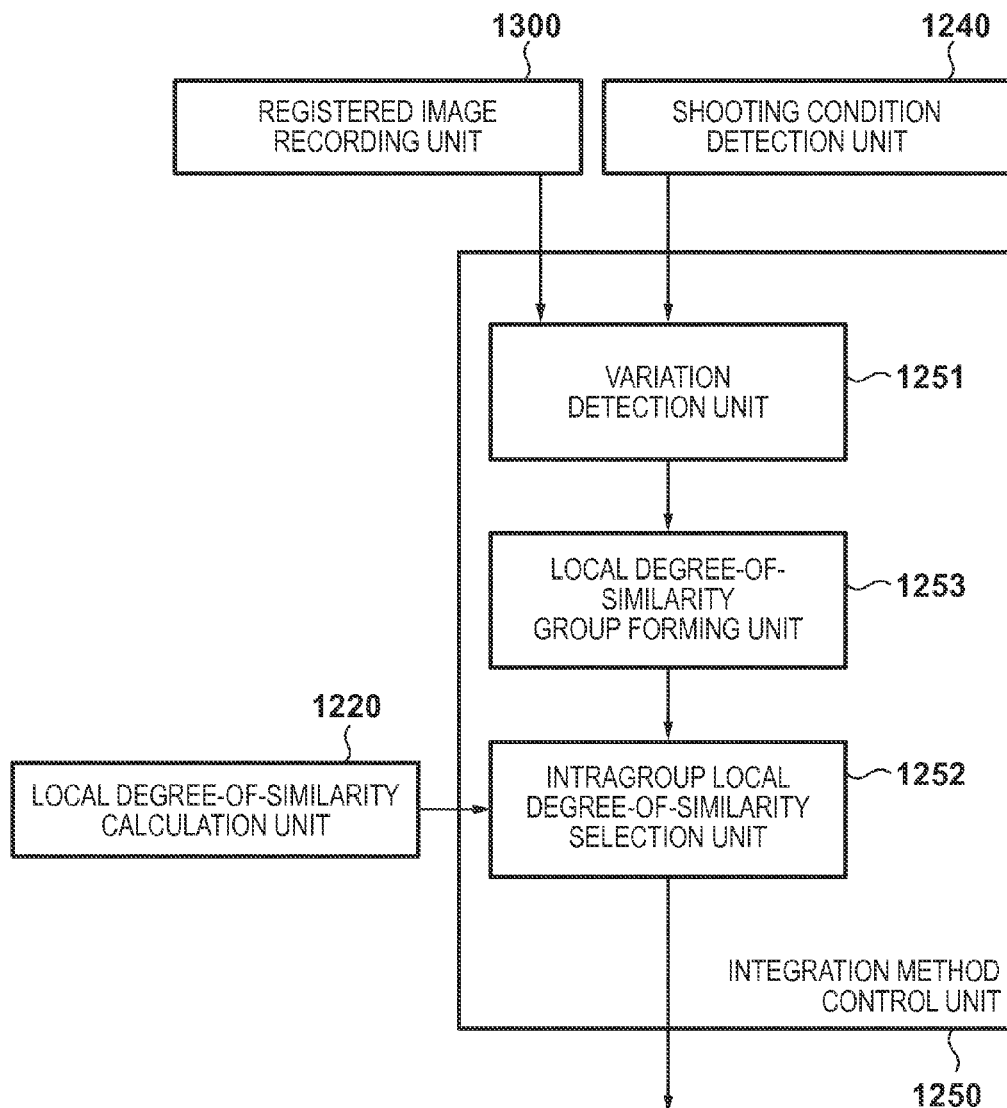 1300
1240
REGISTERED IMAGE
RECORDING UNIT
SHOOTING CONDITION
DETECTION UNIT
VARIATION
DETECTION UNIT
1251
LOCAL DEGREE-OF-
SIMILARITY
GROUP FORMING UNIT
1253
1220
LOCAL DEGREE-OF-SIMILARITY
CALCULATION UNIT
INTRAGROUP LOCAL
DEGREE-OF-SIMILARITY
SELECTION UNIT
1252
INTEGRATION METHOD
CONTROL UNIT
1250